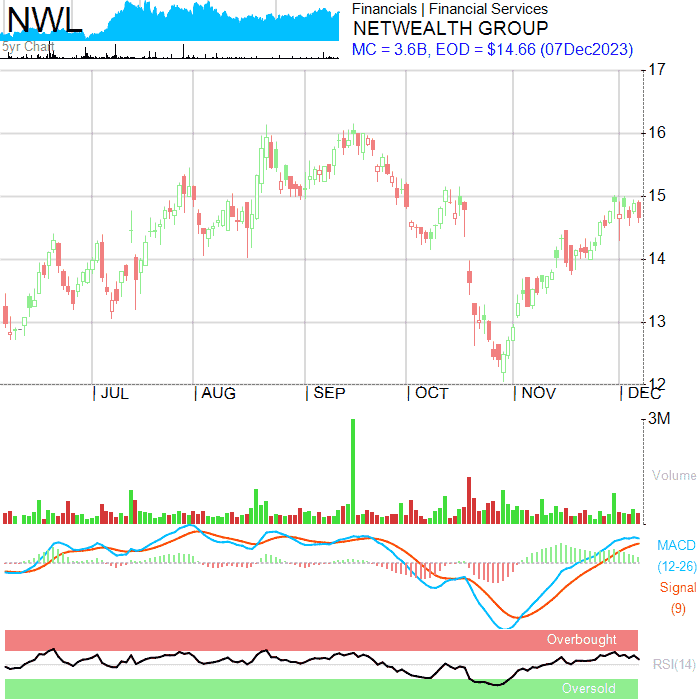 NWL
5yr Chart
Financials | Financial Services
NETWEALTH GROUP
MC = 3.6B, EOD = $14.66 (07Dec2023)
17
16
15
14
13
12
JUL
AUG
SEP
OCT
NOV
DEC
3M
Volume
MACD
(12-26)
Signal
(9)
Overbought
RSI(14)
Oversold